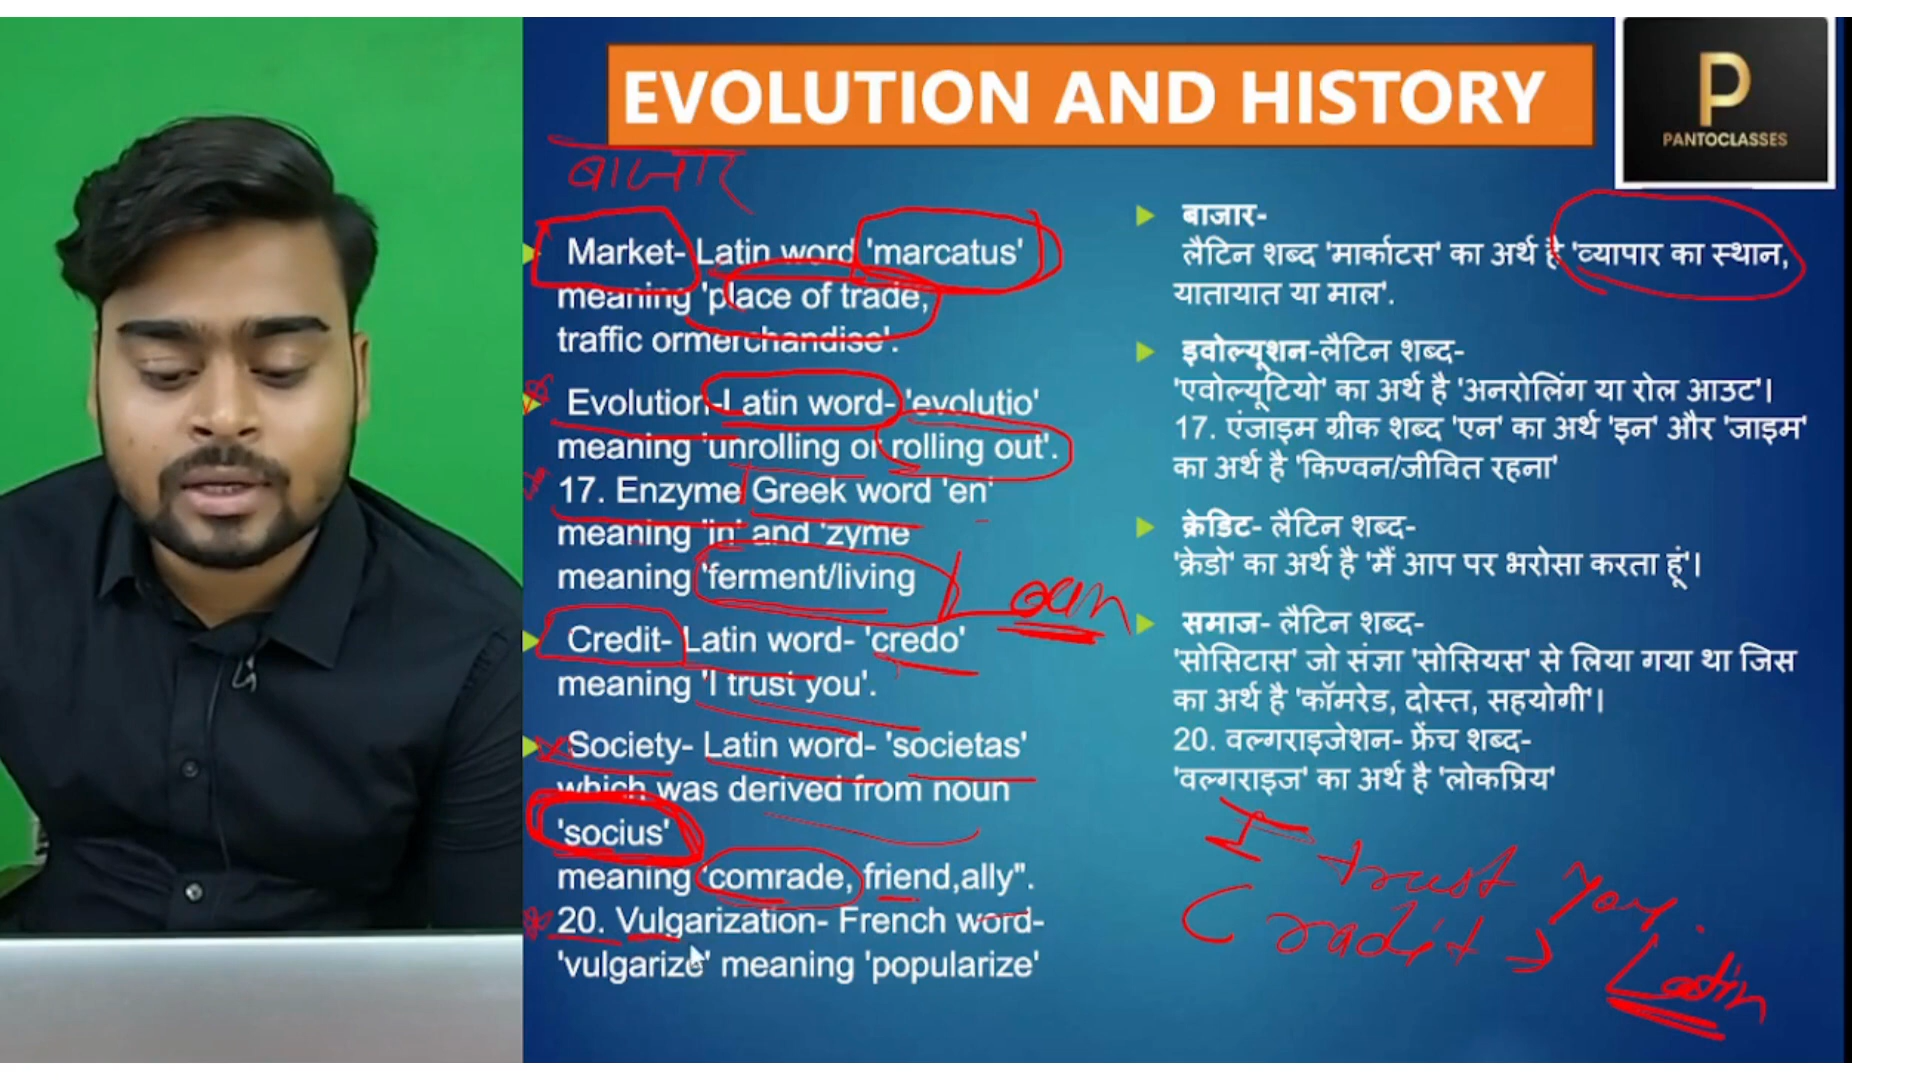 EVOLUTION AND HISTORY
P
PANTOCLASSES
बाजार
Market- Latin word 'marcatus'
meaning 'place of trade,
traffic ormerchandise'.
Evolution-Latin word- 'evolutio'
meaning 'unrolling or rolling out'.
17. Enzyme Greek word 'en'
meaning 'in' and 'zyme
meaning 'ferment/living
Loan
Credit- Latin word- 'credo'
meaning 'I trust you'.
Society- Latin word- 'societas'
which was derived from noun
'socius'
meaning 'comrade, friend,ally".
20. Vulgarization- French word-
'vulgarize' meaning 'popularize'
बाजार-
लैटिन शब्द 'मार्काटस' का अर्थ है 'व्यापार का स्थान,
यातायात या माल'.
इवोल्यूशन-लैटिन शब्द-
'एवोल्यूटियो' का अर्थ है 'अनरोलिंग या रोल आउट'।
17. एंजाइम ग्रीक शब्द 'एन' का अर्थ 'इन' और 'जाइम'
का अर्थ है 'किण्वन/जीवित रहना'
क्रेडिट- लैटिन शब्द-
'क्रेडो' का अर्थ है 'मैं आप पर भरोसा करता हूं'।
समाज- लैटिन शब्द-
'सोसिटास' जो संज्ञा 'सोसियस' से लिया गया था जिस
का अर्थ है 'कॉमरेड, दोस्त, सहयोगी'।
20. वल्गराइजेशन- फ्रेंच शब्द-
'वल्गराइज' का अर्थ है 'लोकप्रिय'
I trust you.
Credit → Latin